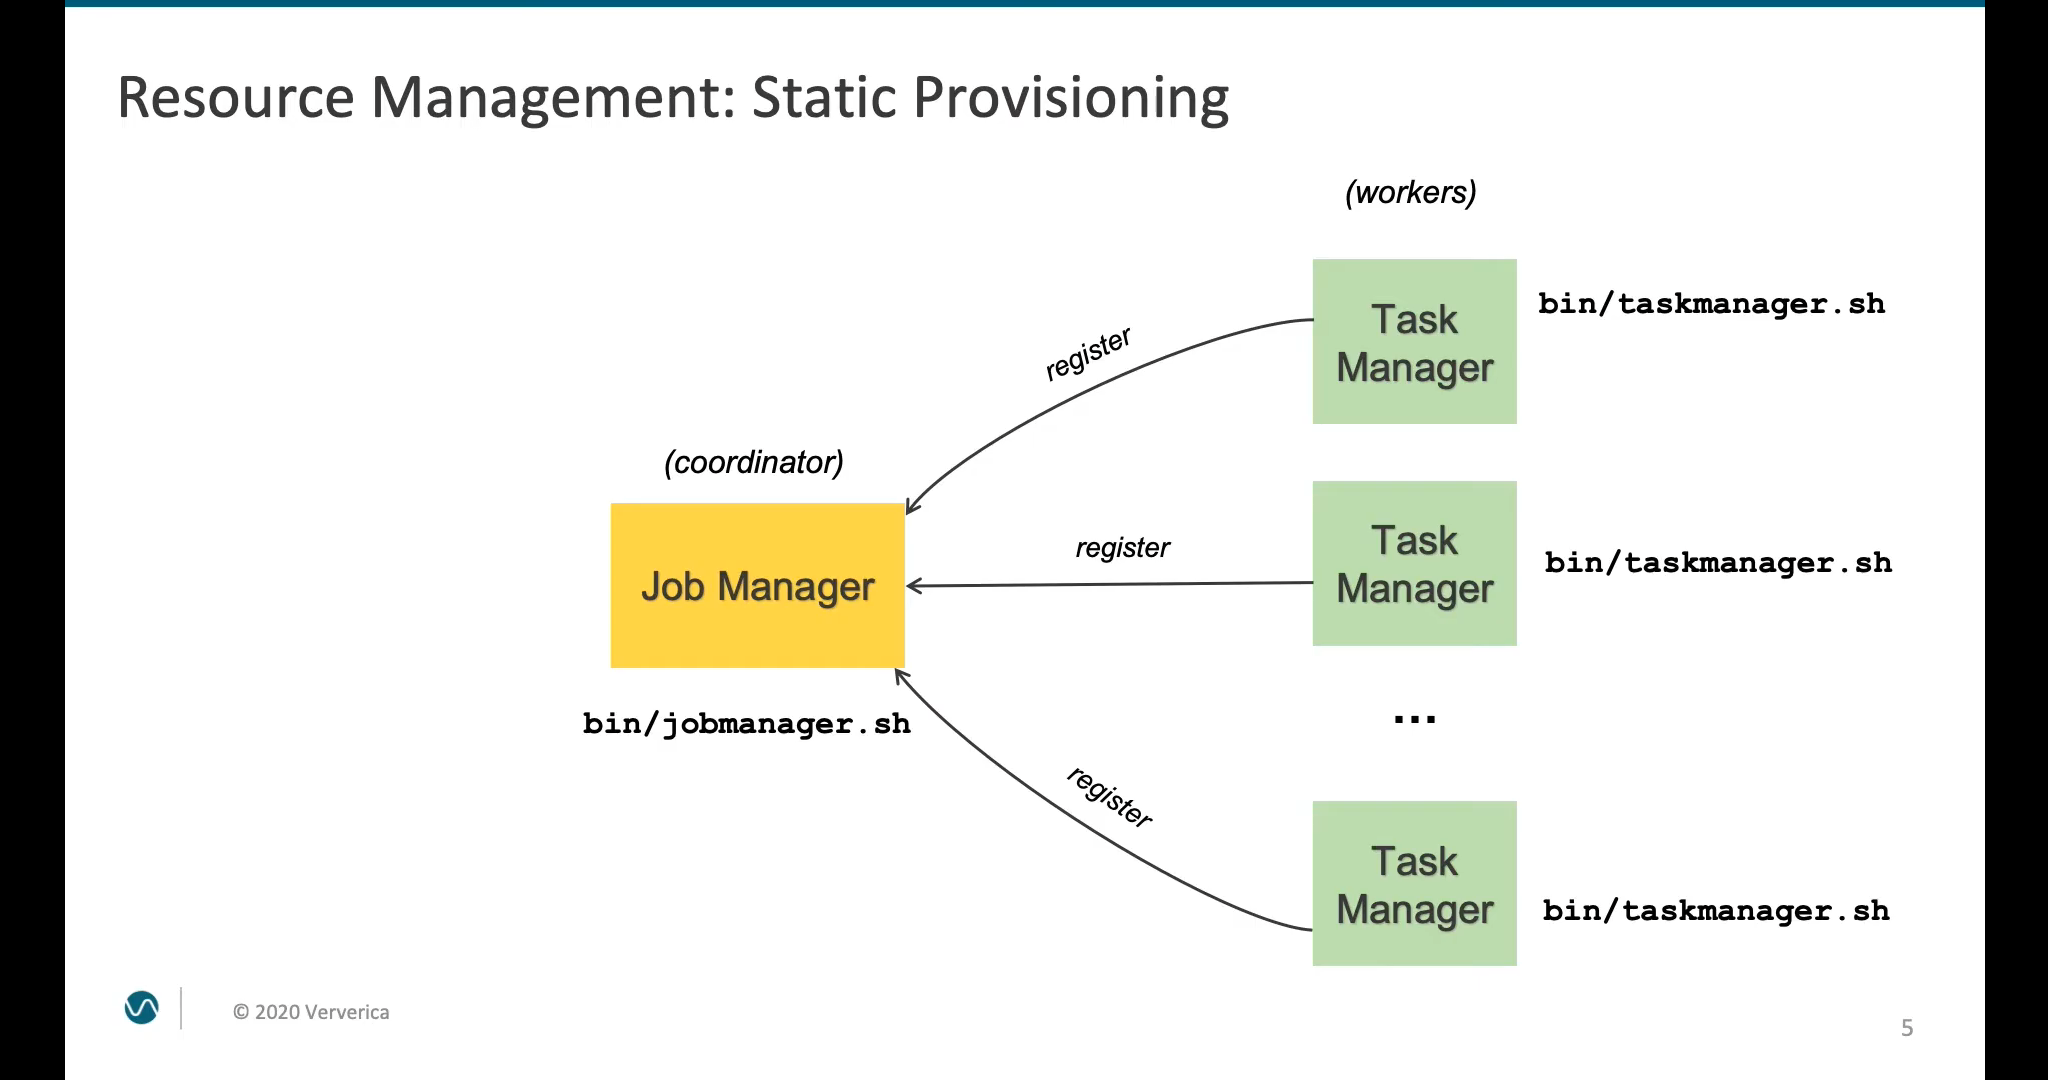 Resource Management: Static Provisioning
(workers)
Task
Manager
bin/taskmanager.sh
register
(coordinator)
Job Manager
bin/jobmanager.sh
register
Task
Manager
bin/taskmanager.sh
...
register
Task
Manager
bin/taskmanager.sh
© 2020 Ververica
5